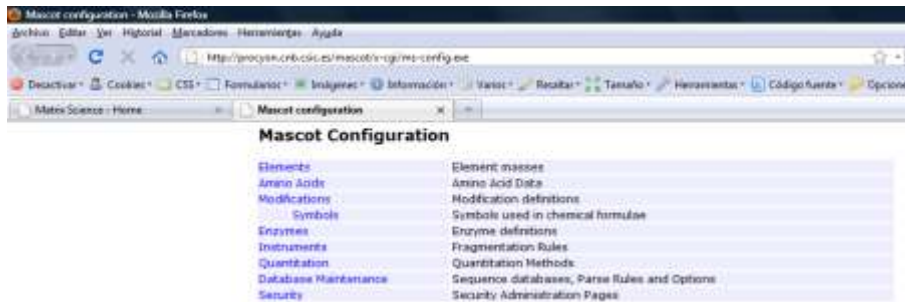 Mascot configuration - Mozilla Firefox
Archivo Editar Ver Historial Marcadores Herramientas Ayuda
http://procyon.cnb.csic.es/mascot/x-cgi/ms-config.exe
Desactivar Cookies CSS Formularios Imágenes Información Varios Resaltar Tamaño Herramientas Código fuente Opcione
Matrix Science - Home Mascot configuration
Mascot Configuration
Elements Element masses
Amino Acids Amino Acid Data
Modifications Modification definitions
Symbols Symbols used in chemical formulae
Enzymes Enzyme definitions
Instruments Fragmentation Rules
Quantitation Quantitation Methods
Database Maintenance Sequence databases, Parse Rules and Options
Security Security Administration Pages